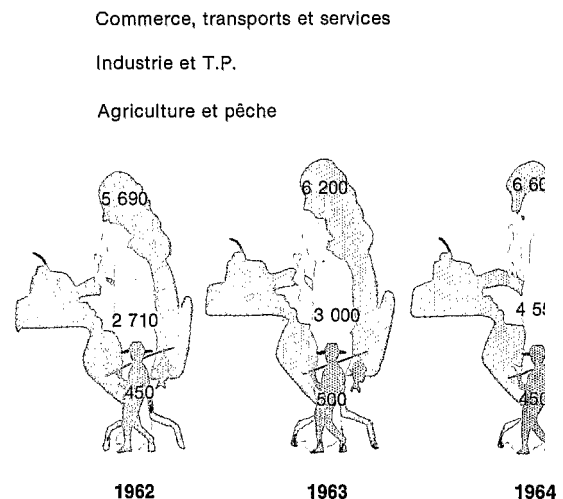 Commerce, transports et services
Industrie et T.P.
Agriculture et pêche
5 690 6 200
2 710 3 000
450 500
1962 1963 1964